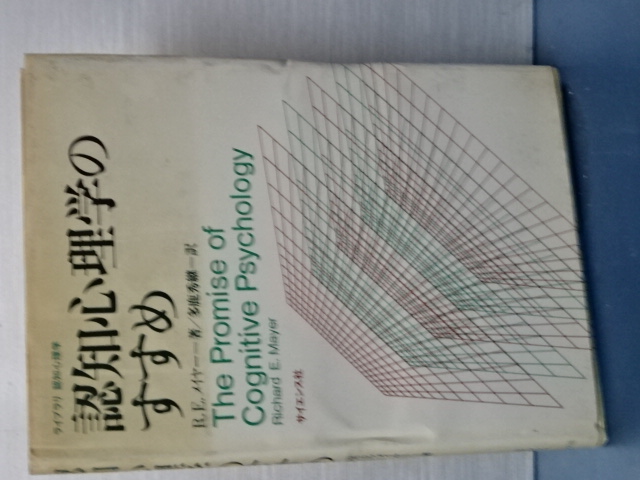 ライブラリ 認知心理学
認知心理学の
すすめ
R.E.メイヤー―著／多鹿秀継―訳
The Promise of
Cognitive Psychology
Richard E. Mayer
サイエンス社